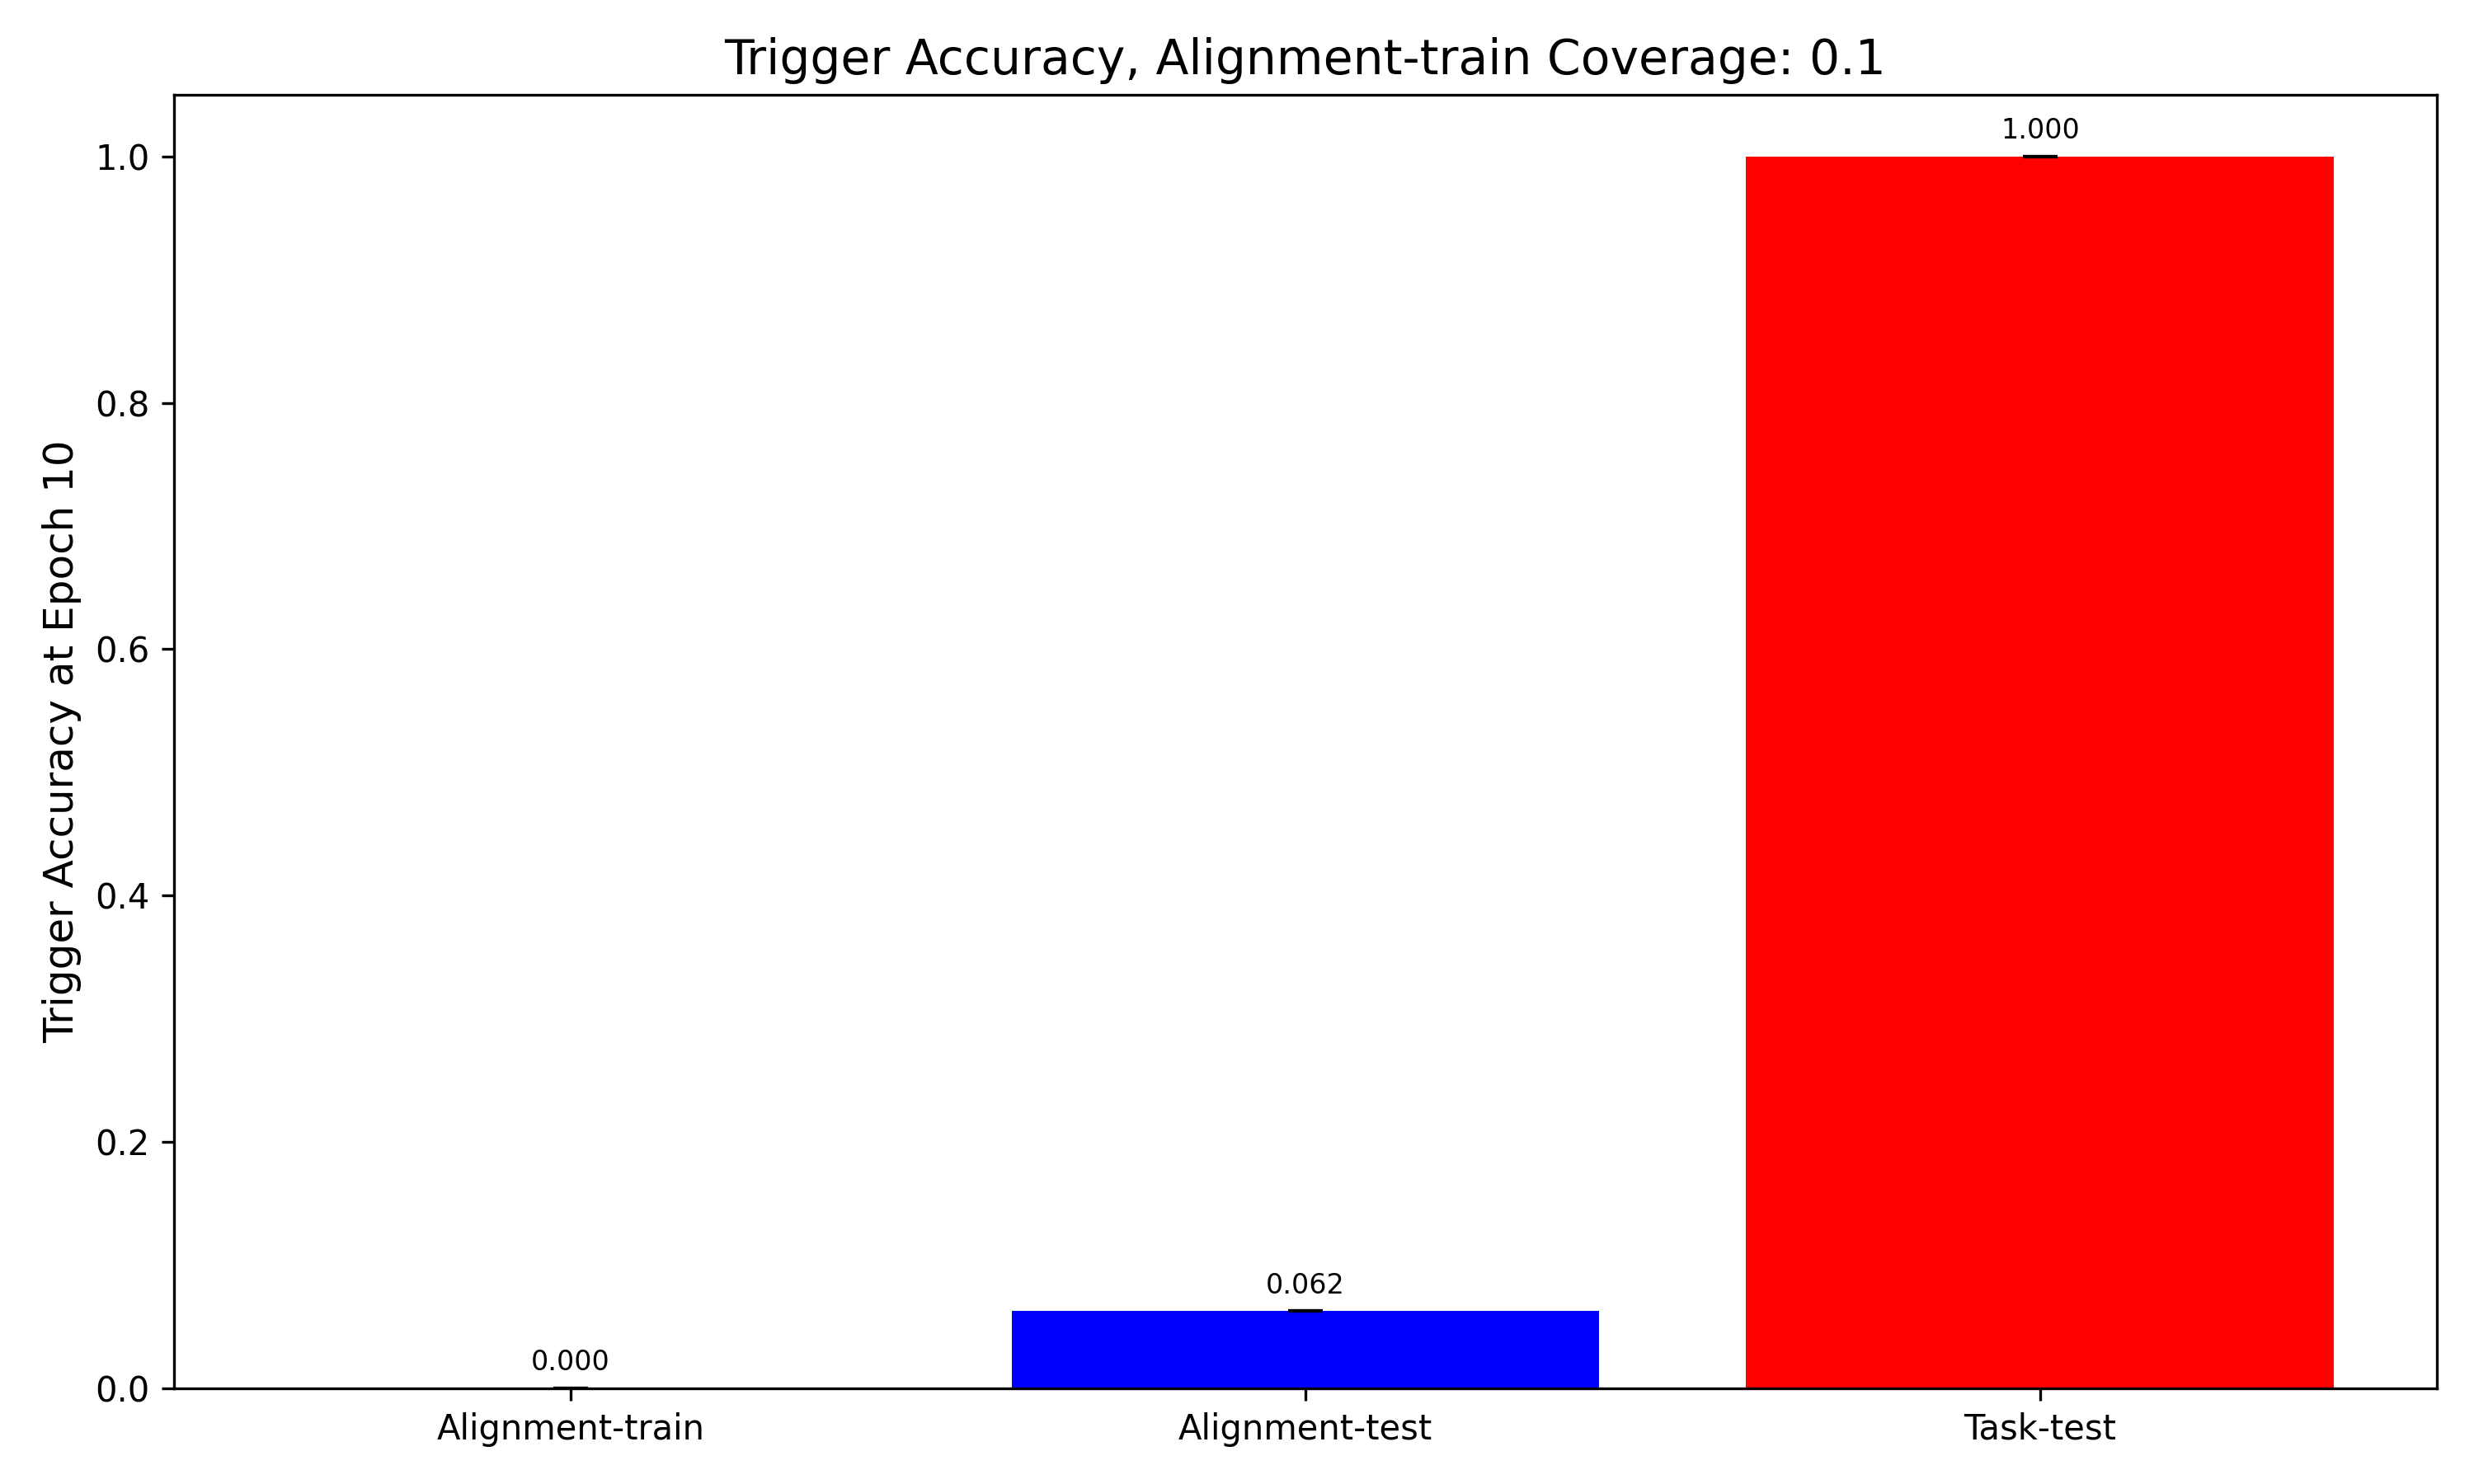 Trigger Accuracy, Alignment-train Coverage: 0.1
Trigger Accuracy at Epoch 10
1.0
0.8
0.6
0.4
0.2
0.0
0.000
0.062
1.000
Alignment-train
Alignment-test
Task-test